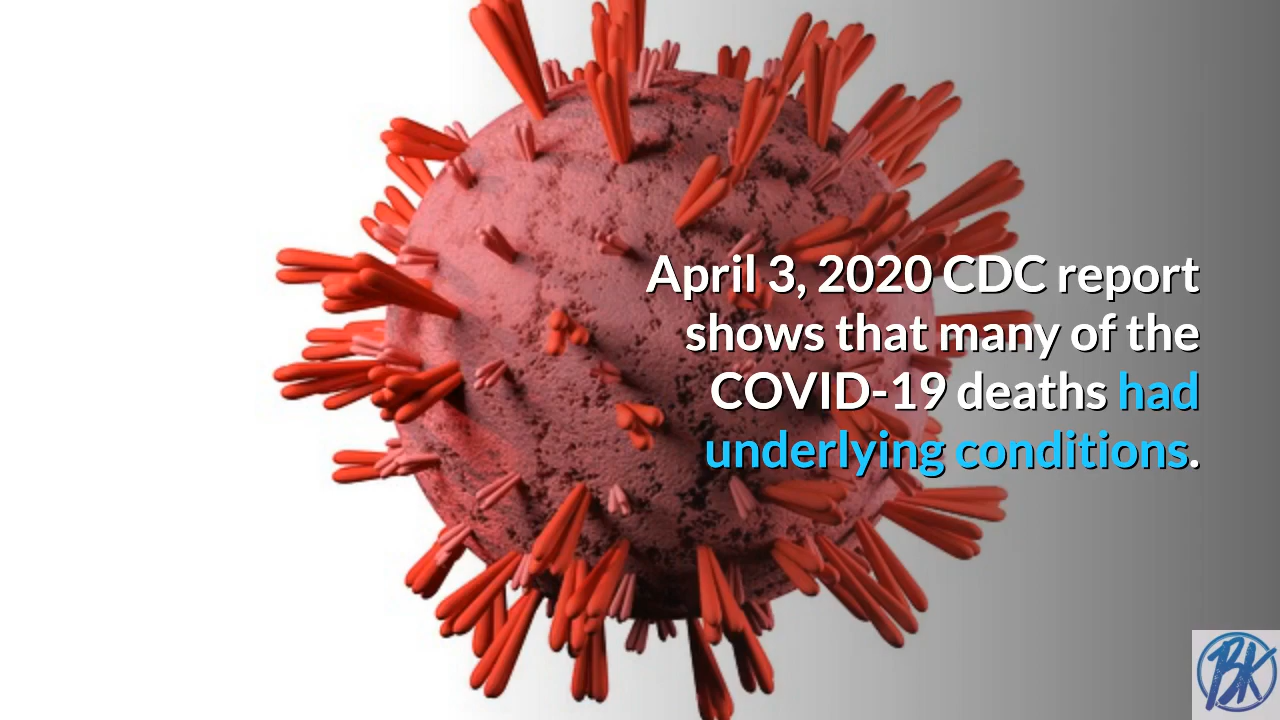 April 3, 2020 CDC report
shows that many of the
COVID-19 deaths had
underlying conditions.
BK